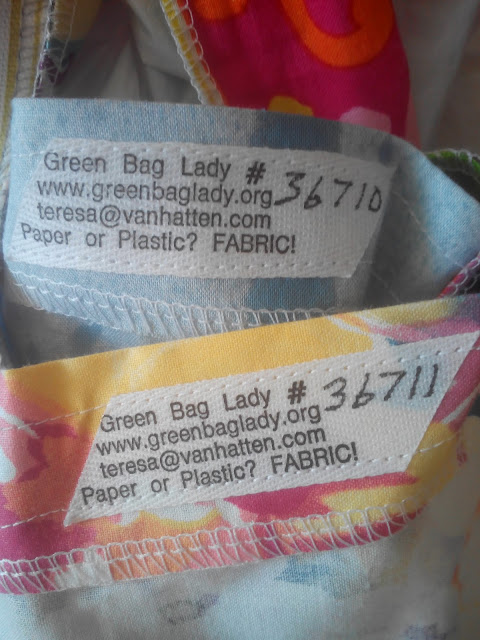 Green Bag Lady # 36710
www.greenbaglady.org
teresa@vanhatten.com
Paper or Plastic? FABRIC!
Green Bag Lady # 36711
www.greenbaglady.org
teresa@vanhatten.com
Paper or Plastic? FABRIC!